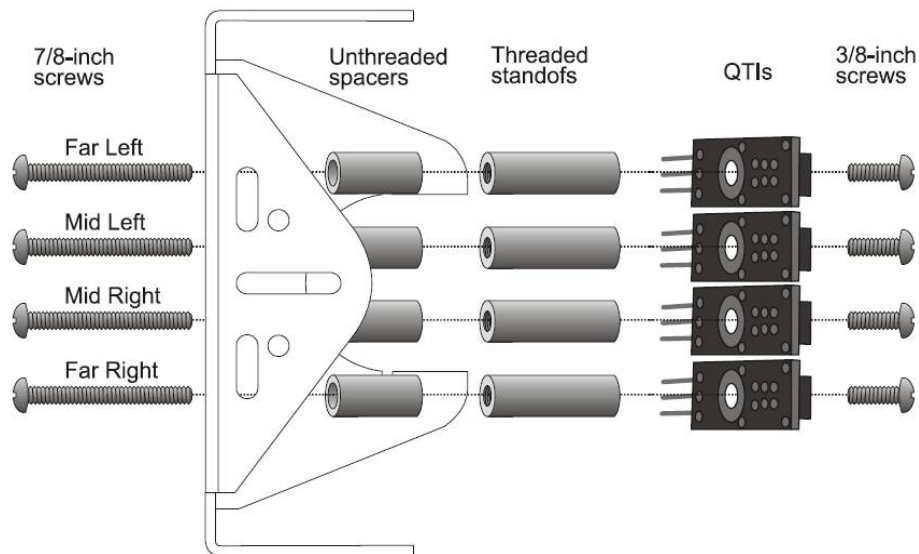 7/8-inch
screws
Unthreaded
spacers
Threaded
standofs
QTIs
3/8-inch
screws
Far Left
Mid Left
Mid Right
Far Right